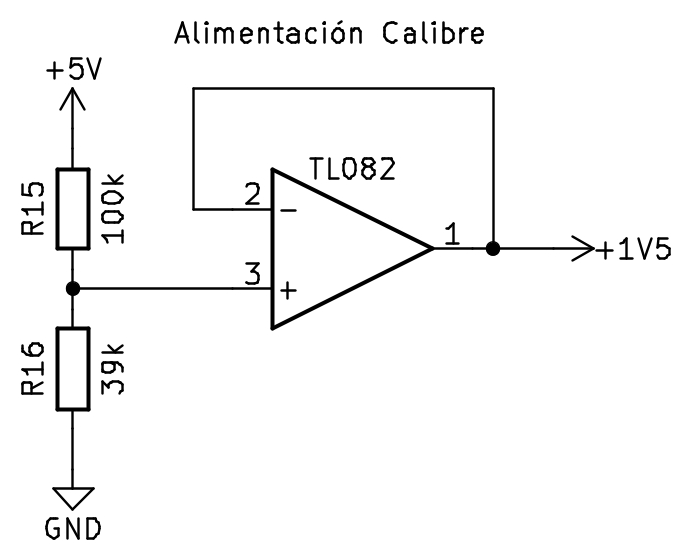 Alimentación Calibre
+5V
R15
100k
TL082
2
-
1
+1V5
3
+
R16
39k
GND